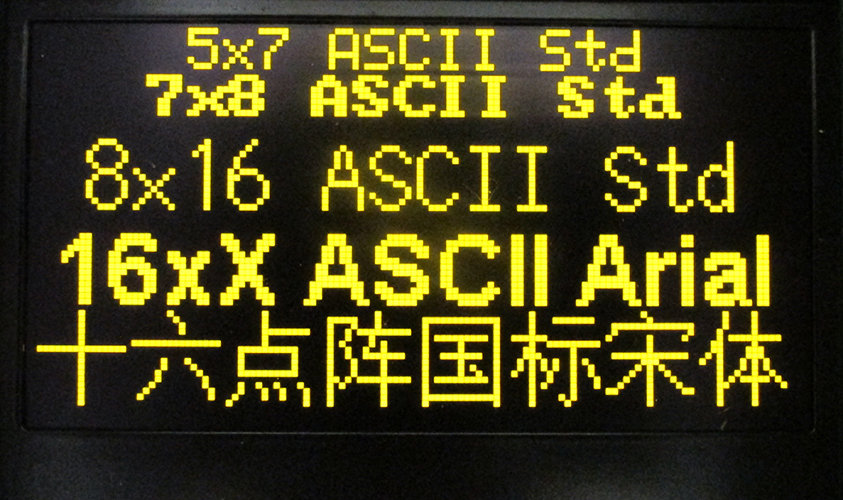 5x7 ASCII Std
7x8 ASCII Std
8x16 ASCII Std
16xX ASCII Arial
十六点阵国标宋体